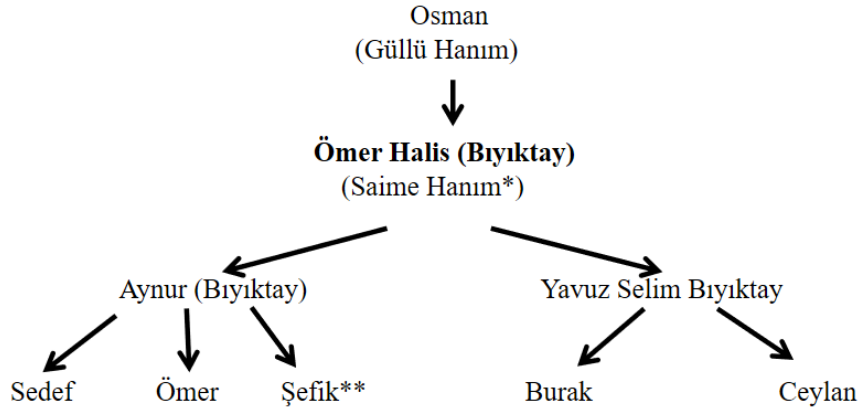 Osman
(Güllü Hanım)
Ömer Halis (Bıyıktay)
(Saime Hanım*)
Aynur (Bıyıktay)
Yavuz Selim Bıyıktay
Sedef
Ömer
Şefik**
Burak
Ceylan